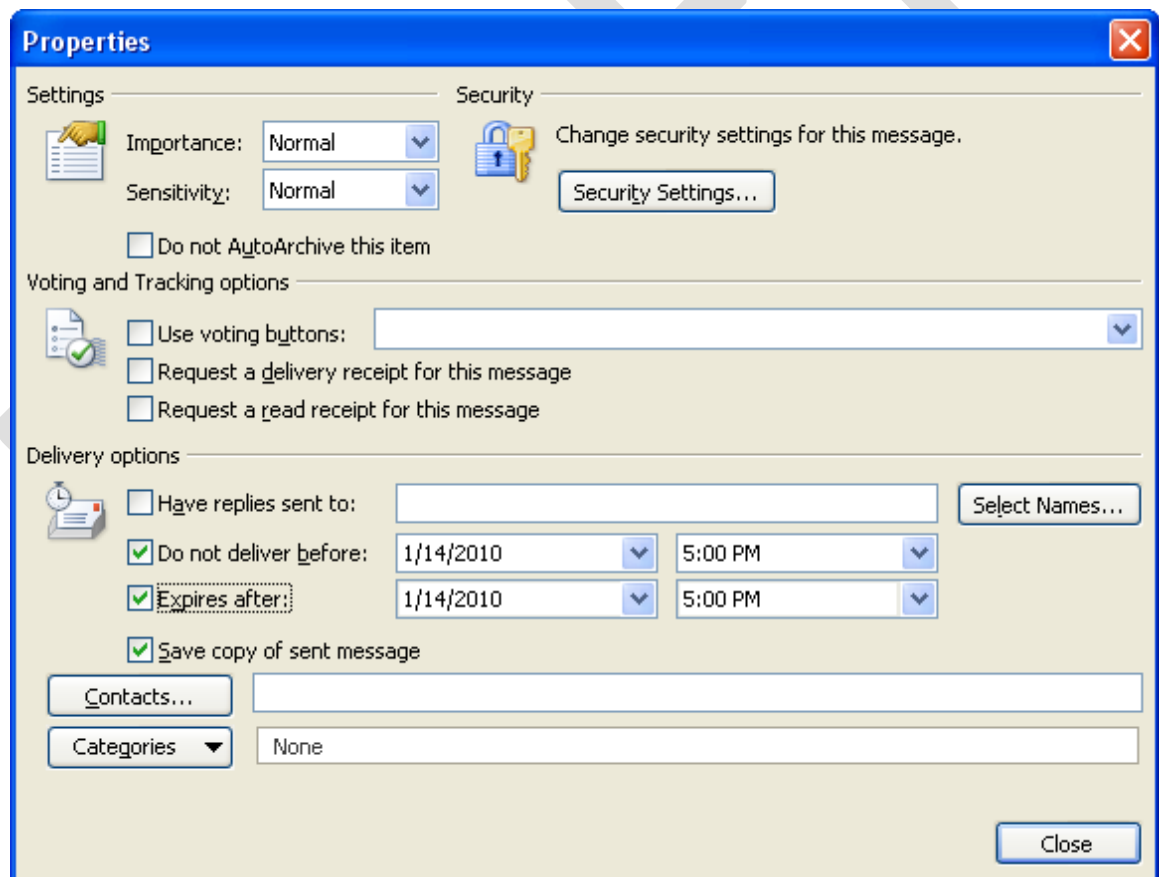 Properties
Settings Security
Importance: Normal Change security settings for this message.
Sensitivity: Normal Security Settings...
Do not AutoArchive this item
Voting and Tracking options
Use voting buttons:
Request a delivery receipt for this message
Request a read receipt for this message
Delivery options
Have replies sent to: Select Names...
Do not deliver before: 1/14/2010 5:00 PM
Expires after: 1/14/2010 5:00 PM
Save copy of sent message
Contacts...
Categories None
Close